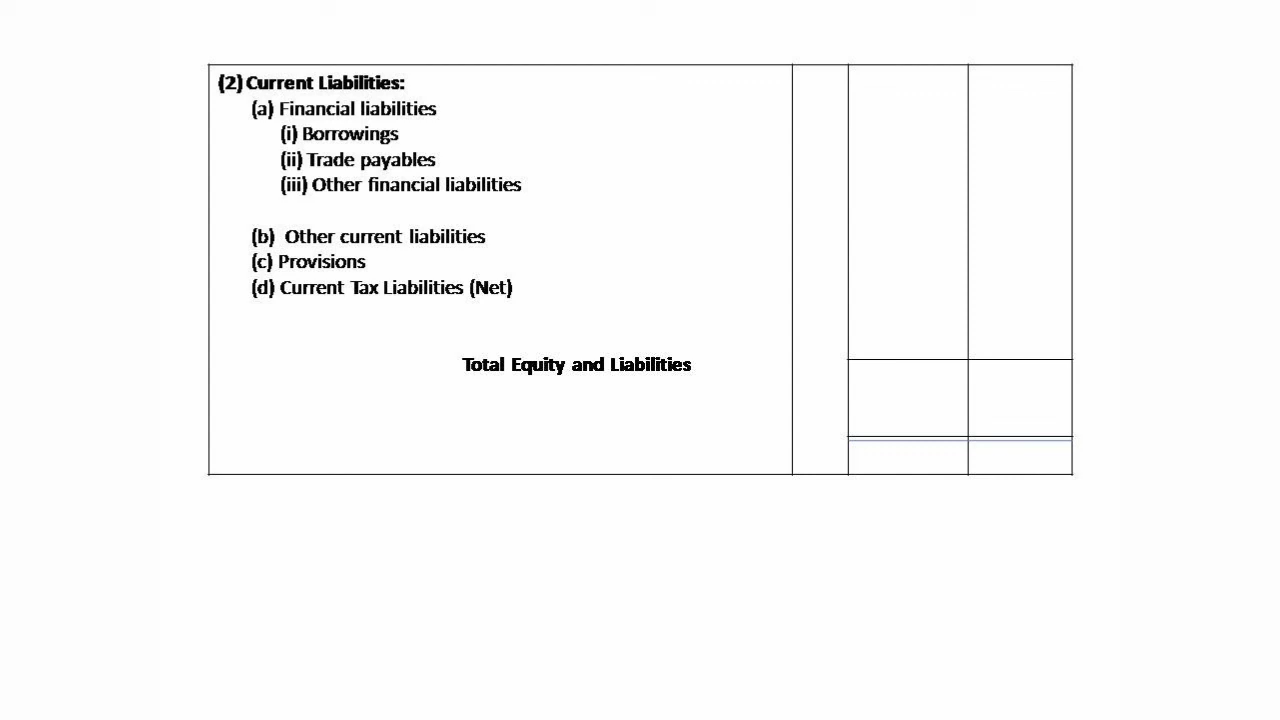 (2) Current Liabilities:
(a) Financial liabilities
(i) Borrowings
(ii) Trade payables
(iii) Other financial liabilities
(b) Other current liabilities
(c) Provisions
(d) Current Tax Liabilities (Net)
Total Equity and Liabilities